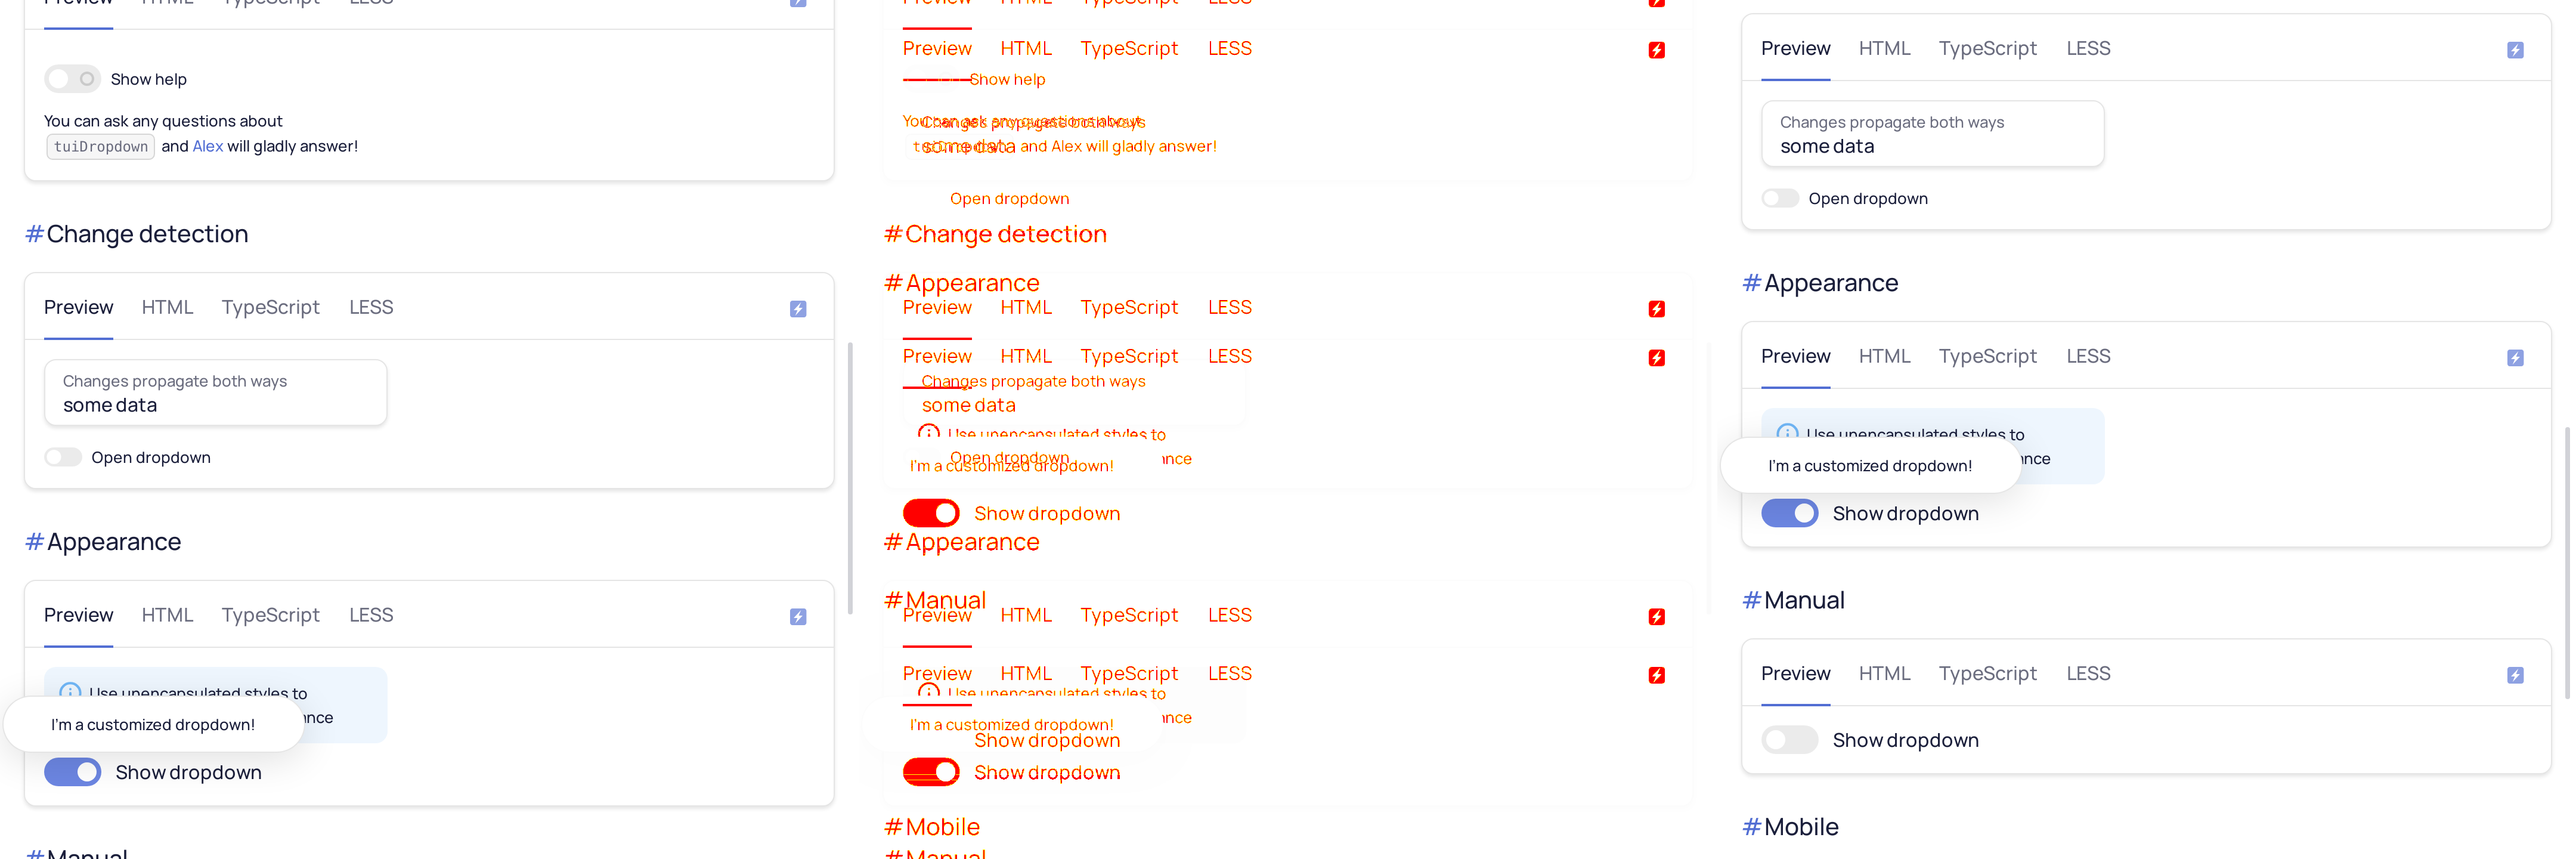 Preview HTML TypeScript LESS
Show help
You can ask any questions about
tuiDropdown and Alex will gladly answer!
#Change detection
Preview HTML TypeScript LESS
Changes propagate both ways
some data
Open dropdown
#Appearance
Preview HTML TypeScript LESS
Use unencapsulated styles to
nce
I'm a customized dropdown!
Show dropdown
#Manual
Preview HTML TypeScript LESS
Preview HTML TypeScript LESS
Show help
You can ask any questions about
Changes propagate both ways
tuiDropdown and Alex will gladly answer!
some data
Open dropdown
#Change detection
#Appearance
Preview HTML TypeScript LESS
Preview HTML TypeScript LESS
Changes propagate both ways
some data
Use unencapsulated styles to
Open dropdown
nce
I'm a customized dropdown!
Show dropdown
#Appearance
#Manual
Preview HTML TypeScript LESS
Preview HTML TypeScript LESS
Use unencapsulated styles to
nce
I'm a customized dropdown!
Show dropdown
Show dropdown
#Mobile
#Manual
Preview HTML TypeScript LESS
Changes propagate both ways
some data
Open dropdown
#Appearance
Preview HTML TypeScript LESS
Use unencapsulated styles to
nce
I'm a customized dropdown!
Show dropdown
#Manual
Preview HTML TypeScript LESS
Show dropdown
#Mobile